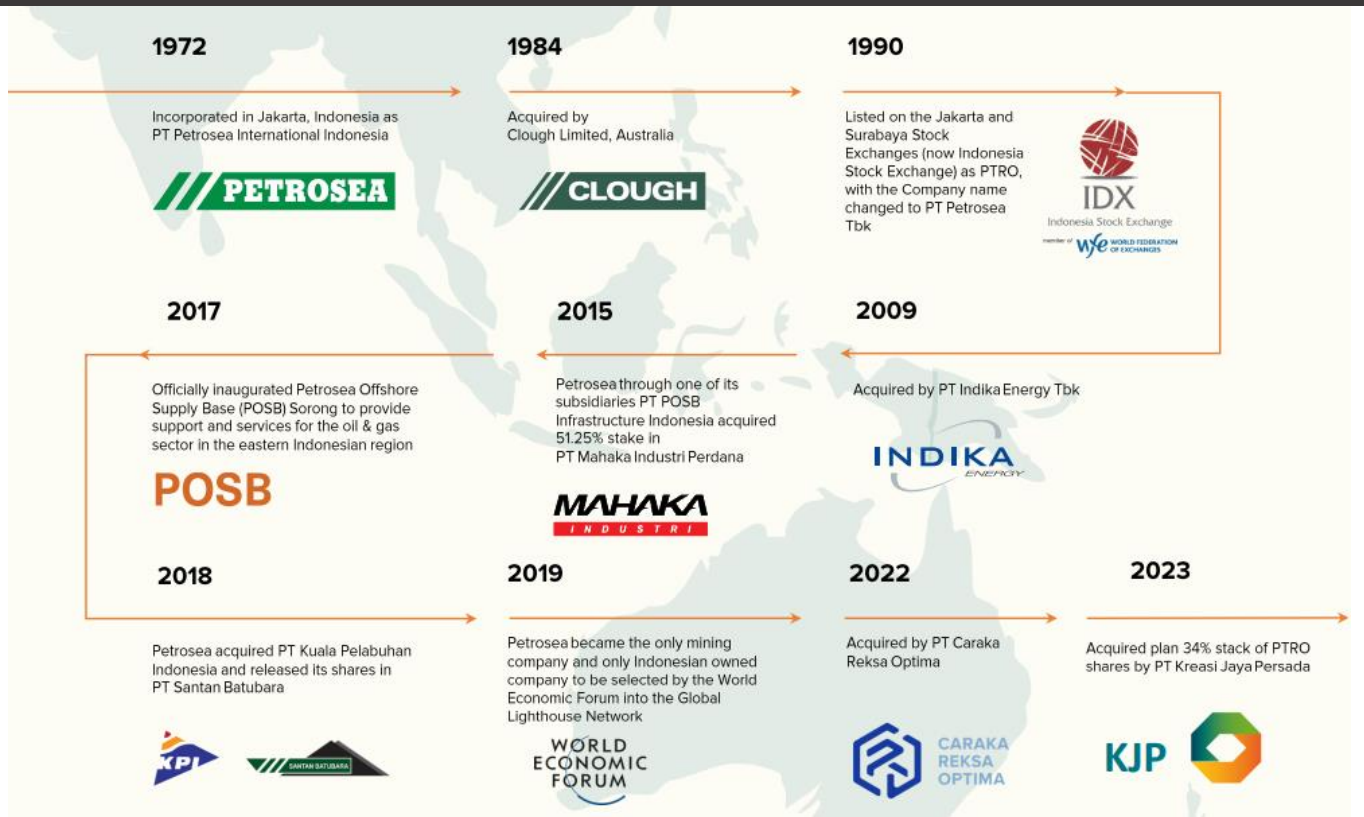 1972
Incorporated in Jakarta, Indonesia as
PT Petrosea International Indonesia
PETROSEA
1984
Acquired by
Clough Limited, Australia
CLOUGH
1990
Listed on the Jakarta and
Surabaya Stock
Exchanges (now Indonesia
Stock Exchange) as PTRO,
with the Company name
changed to PT Petrosea
Tbk
IDX
Indonesia Stock Exchange
member of wfe WORLD FEDERATION
OF EXCHANGES
2009
Acquired by PT Indika Energy Tbk
INDIKA
ENERGY
2015
Petrosea through one of its
subsidiaries PT POSB
Infrastructure Indonesia acquired
51.25% stake in
PT Mahaka Industri Perdana
MAHAKA
INDUSTRI
2017
Officially inaugurated Petrosea Offshore
Supply Base (POSB) Sorong to provide
support and services for the oil & gas
sector in the eastern Indonesian region
POSB
2018
Petrosea acquired PT Kuala Pelabuhan
Indonesia and released its shares in
PT Santan Batubara
KPI
SANTAN BATUBARA
2019
Petrosea became the only mining
company and only Indonesian owned
company to be selected by the World
Economic Forum into the Global
Lighthouse Network
WORLD
ECONOMIC
FORUM
2022
Acquired by PT Caraka
Reksa Optima
CARAKA
REKSA
OPTIMA
2023
Acquired plan 34% stack of PTRO
shares by PT Kreasi Jaya Persada
KJP